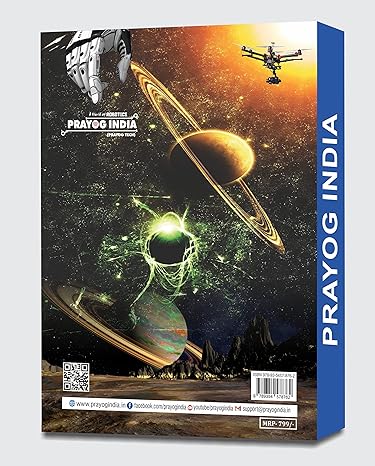 A World of ROBOTICS
PRAYOG INDIA
PRAYOG INDIA
www.prayogindia.in
facebook.com/prayogindia
youtube/prayogindia
support@prayogindia.in
MRP- 799/-